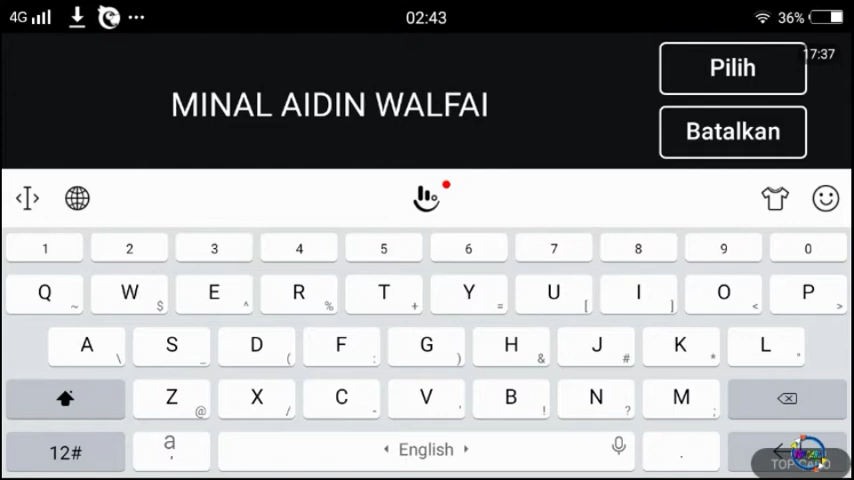 4G 02:43 36%
17:37
Pilih
MINAL AIDIN WALFAI
Batalkan
1 2 3 4 5 6 7 8 9 0
Q ~ W $ E ^ R % T + Y = U [ I ] O < P >
A \ S _ D ( F : G ) H & J # K * L "
Z @ X / C - V ' B ! N ? M ;
12# a , English .